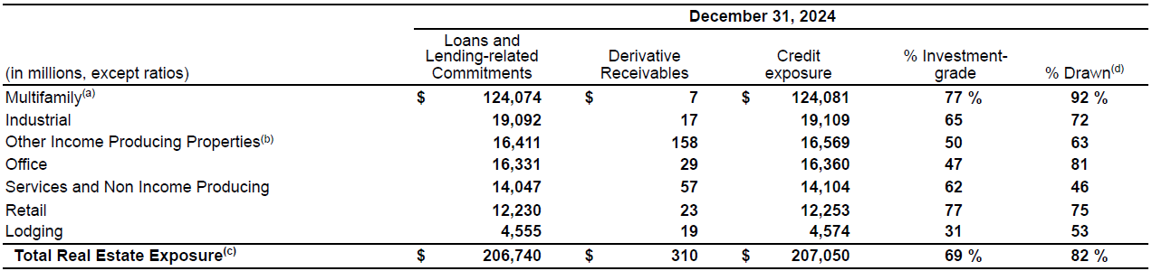 December 31, 2024
(in millions, except ratios) Loans and Lending-related Commitments Derivative Receivables Credit exposure % Investment-grade % Drawn(d)
Multifamily(a) $ 124,074 $ 7 $ 124,081 77 % 92 %
Industrial 19,092 17 19,109 65 72
Other Income Producing Properties(b) 16,411 158 16,569 50 63
Office 16,331 29 16,360 47 81
Services and Non Income Producing 14,047 57 14,104 62 46
Retail 12,230 23 12,253 77 75
Lodging 4,555 19 4,574 31 53
Total Real Estate Exposure(c) $ 206,740 $ 310 $ 207,050 69 % 82 %